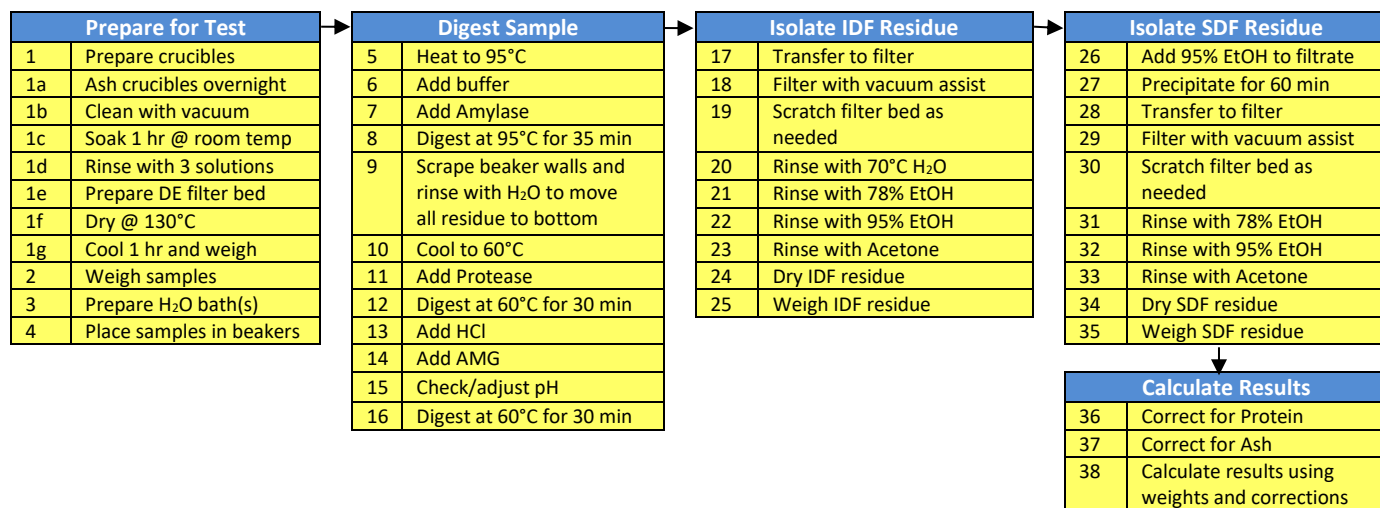 Prepare for Test
1 Prepare crucibles
1a Ash crucibles overnight
1b Clean with vacuum
1c Soak 1 hr @ room temp
1d Rinse with 3 solutions
1e Prepare DE filter bed
1f Dry @ 130°C
1g Cool 1 hr and weigh
2 Weigh samples
3 Prepare H₂O bath(s)
4 Place samples in beakers
Digest Sample
5 Heat to 95°C
6 Add buffer
7 Add Amylase
8 Digest at 95°C for 35 min
9 Scrape beaker walls and
rinse with H₂O to move
all residue to bottom
10 Cool to 60°C
11 Add Protease
12 Digest at 60°C for 30 min
13 Add HCl
14 Add AMG
15 Check/adjust pH
16 Digest at 60°C for 30 min
Isolate IDF Residue
17 Transfer to filter
18 Filter with vacuum assist
19 Scratch filter bed as
needed
20 Rinse with 70°C H₂O
21 Rinse with 78% EtOH
22 Rinse with 95% EtOH
23 Rinse with Acetone
24 Dry IDF residue
25 Weigh IDF residue
Isolate SDF Residue
26 Add 95% EtOH to filtrate
27 Precipitate for 60 min
28 Transfer to filter
29 Filter with vacuum assist
30 Scratch filter bed as
needed
31 Rinse with 78% EtOH
32 Rinse with 95% EtOH
33 Rinse with Acetone
34 Dry SDF residue
35 Weigh SDF residue
Calculate Results
36 Correct for Protein
37 Correct for Ash
38 Calculate results using
weights and corrections